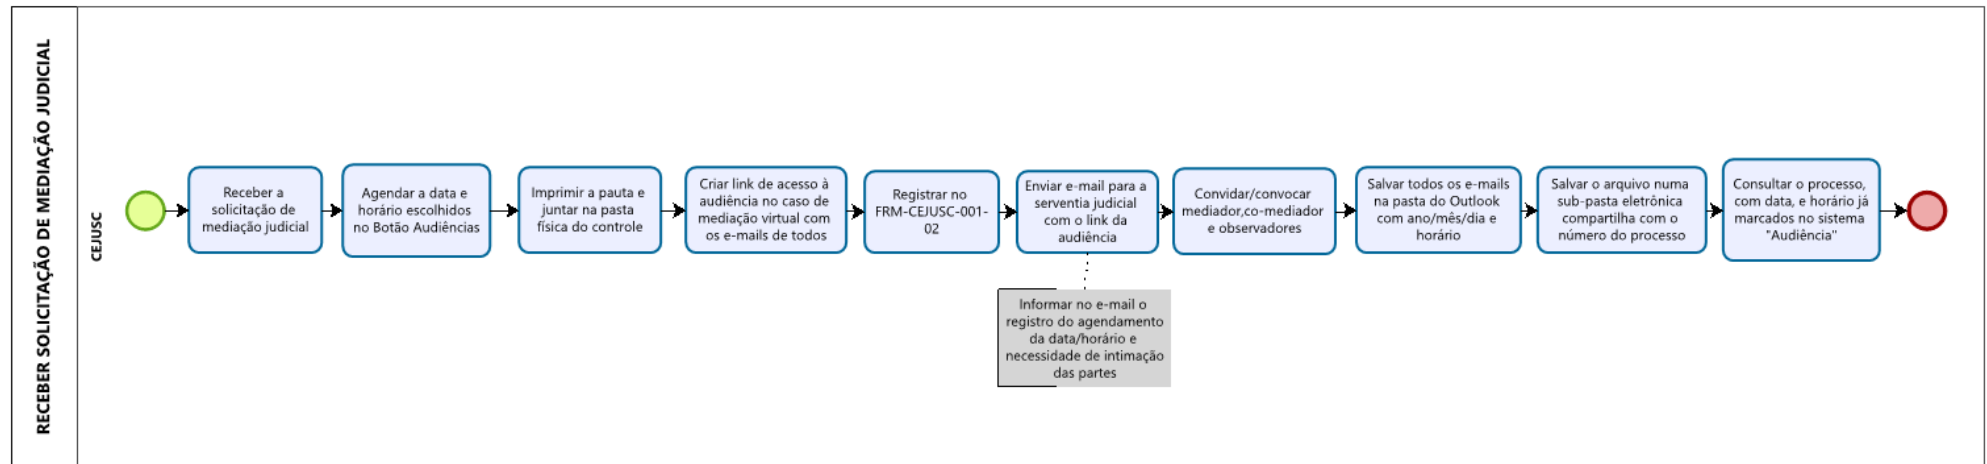 RECEBER SOLICITAÇÃO DE MEDIAÇÃO JUDICIAL
CEJUSC
Receber a
solicitação de
mediação judicial
Agendar a data e
horário escolhidos
no Botão Audiências
Imprimir a pauta e
juntar na pasta
física do controle
Criar link de acesso à
audiência no caso de
mediação virtual com
os e-mails de todos
Registrar no
FRM-CEJUSC-001-
02
Enviar e-mail para a
serventia judicial
com o link da
audiência
Informar no e-mail o
registro do agendamento
da data/horário e
necessidade de intimação
das partes
Convidar/convocar
mediador,co-mediador
e observadores
Salvar todos os e-mails
na pasta do Outlook
com ano/mês/dia e
horário
Salvar o arquivo numa
sub-pasta eletrônica
compartilha com o
número do processo
Consultar o processo,
com data, e horário já
marcados no sistema
"Audiência"